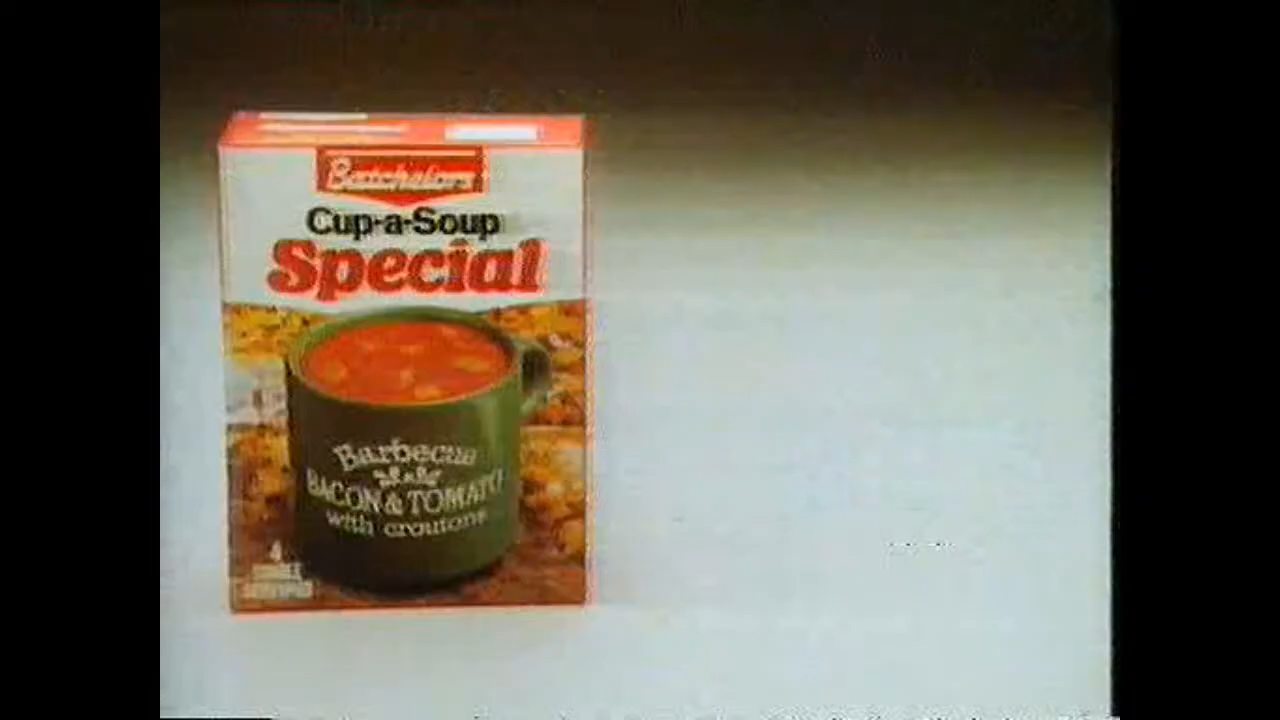 Batchelors
Cup-a-Soup
Special
Barbecue
BACON & TOMATO
with croutons
4